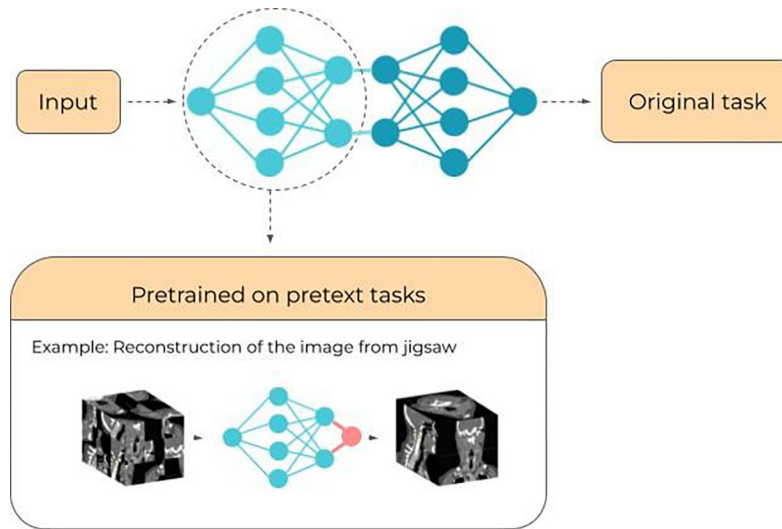 Input
Original task
Pretrained on pretext tasks
Example: Reconstruction of the image from jigsaw